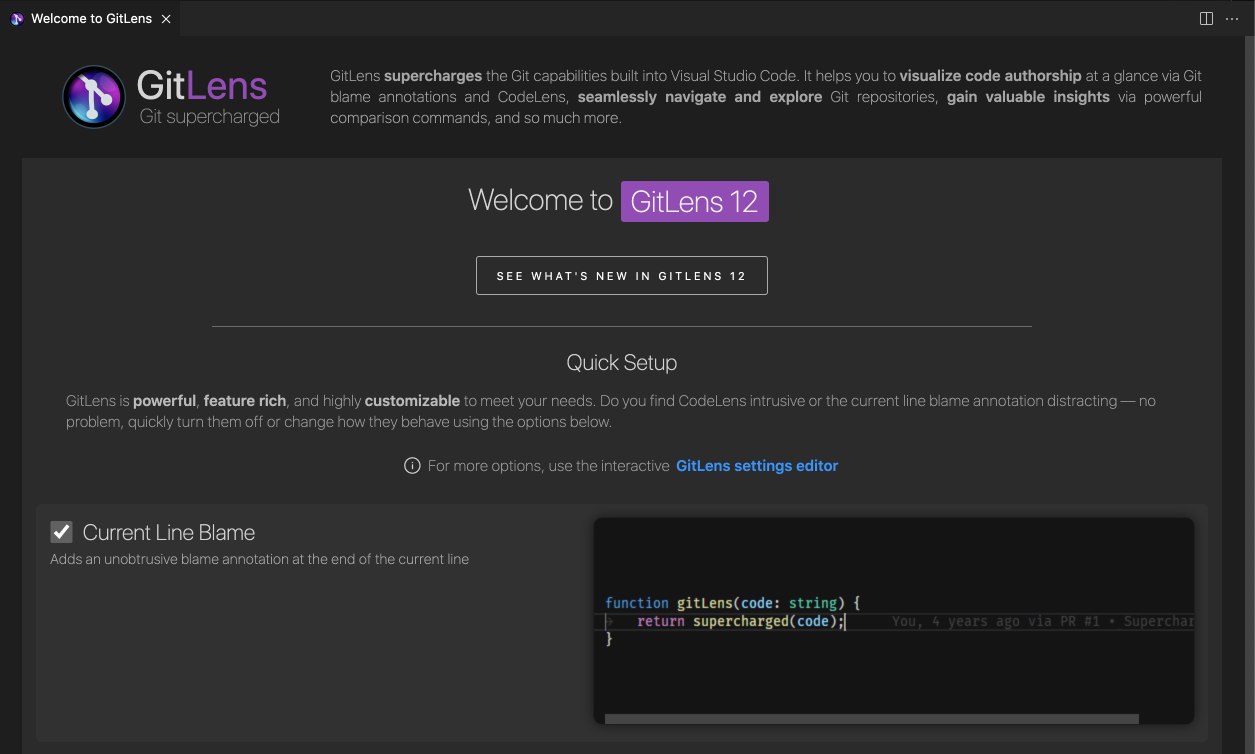 Welcome to GitLens
GitLens
Git supercharged
GitLens supercharges the Git capabilities built into Visual Studio Code. It helps you to visualize code authorship at a glance via Git
blame annotations and CodeLens, seamlessly navigate and explore Git repositories, gain valuable insights via powerful
comparison commands, and so much more.
Welcome to GitLens 12
SEE WHAT'S NEW IN GITLENS 12
Quick Setup
GitLens is powerful, feature rich, and highly customizable to meet your needs. Do you find CodeLens intrusive or the current line blame annotation distracting — no
problem, quickly turn them off or change how they behave using the options below.
For more options, use the interactive GitLens settings editor
Current Line Blame
Adds an unobtrusive blame annotation at the end of the current line
function gitLens(code: string) {
return supercharged(code); You, 4 years ago via PR #1 • Superchar
}